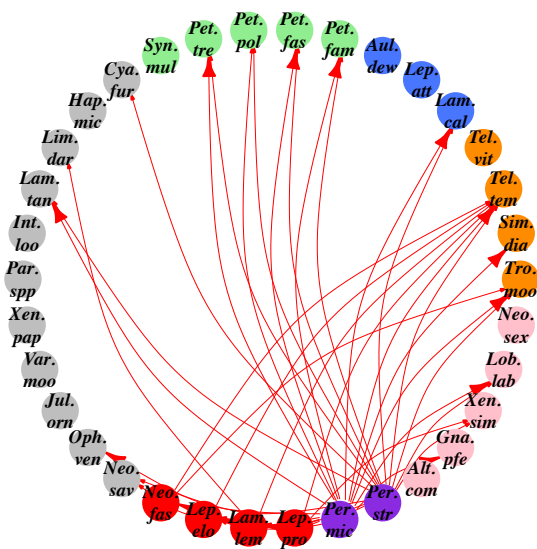 Pet.
fas
Pet.
pol
Pet.
fam
Pet.
tre
Aul.
dew
Syn.
mul
Lep.
att
Cya.
fur
Lam.
cal
Hap.
mic
Tel.
vit
Lim.
dar
Tel.
tem
Lam.
tan
Sim.
dia
Int.
loo
Tro.
moo
Par.
spp
Neo.
sex
Xen.
pap
Lob.
lab
Var.
moo
Xen.
sim
Jul.
orn
Gna.
pfe
Oph.
ven
Alt.
com
Neo.
sav
Per.
str
Neo.
fas
Per.
mic
Lep.
elo
Lep.
pro
Lam.
lem